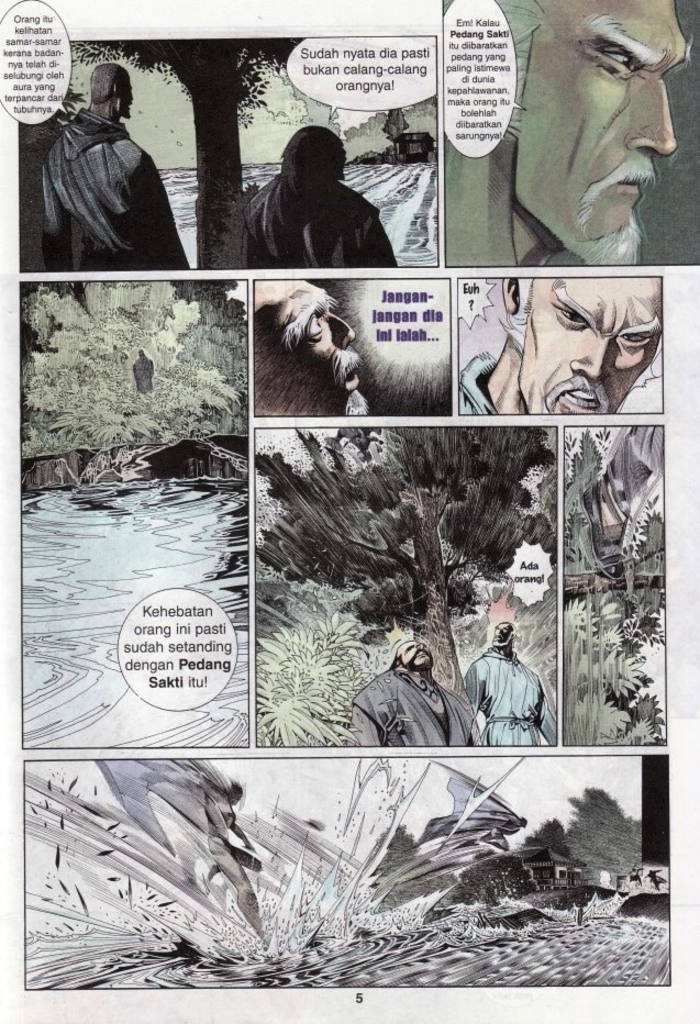 Orang itu
kelihatan
samar-samar
kerana badan-
nya telah di-
selubungi oleh
aura yang
terpancar dari
tubuhnya.
Sudah nyata dia pasti
bukan calang-calang
orangnya!
Em! Kalau
Pedang Sakti
itu diibaratkan
pedang yang
paling istimewa
di dunia
kepahlawanan,
maka orang itu
bolehlah
diibaratkan
sarungnya!
Kehebatan
orang ini pasti
sudah setanding
dengan Pedang
Sakti itu!
Jangan-
jangan dia
ini ialah...
Euh
?
Ada
orang!
5